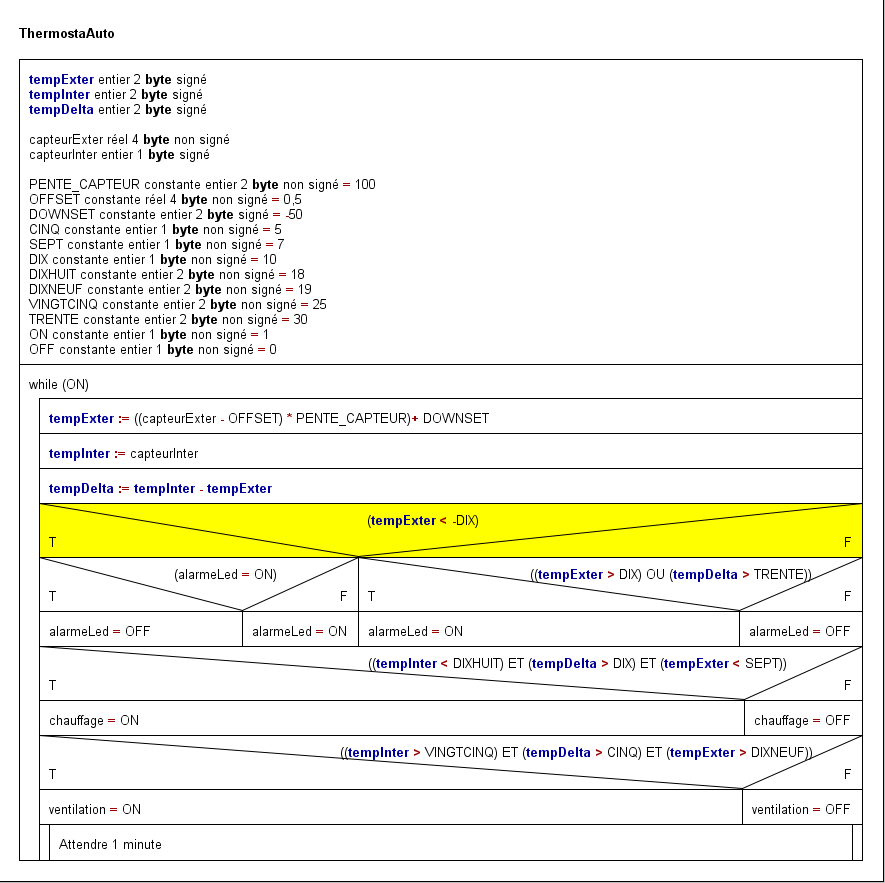 ThermostaAuto
tempExter entier 2 byte signé
tempInter entier 2 byte signé
tempDelta entier 2 byte signé
capteurExter réel 4 byte non signé
capteurInter entier 1 byte signé
PENTE_CAPTEUR constante entier 2 byte non signé = 100
OFFSET constante réel 4 byte non signé = 0,5
DOWNSET constante entier 2 byte signé = -50
CINQ constante entier 1 byte non signé = 5
SEPT constante entier 1 byte non signé = 7
DIX constante entier 1 byte non signé = 10
DIXHUIT constante entier 2 byte non signé = 18
DIXNEUF constante entier 2 byte non signé = 19
VINGTCINQ constante entier 2 byte non signé = 25
TRENTE constante entier 2 byte non signé = 30
ON constante entier 1 byte non signé = 1
OFF constante entier 1 byte non signé = 0
while (ON)
tempExter := ((capteurExter - OFFSET) * PENTE_CAPTEUR)+ DOWNSET
tempInter := capteurInter
tempDelta := tempInter - tempExter
(tempExter < -DIX)
T F
(alarmeLed = ON) ((tempExter > DIX) OU (tempDelta > TRENTE))
T F T F
alarmeLed = OFF alarmeLed = ON alarmeLed = ON alarmeLed = OFF
((tempInter < DIXHUIT) ET (tempDelta > DIX) ET (tempExter < SEPT))
T F
chauffage = ON chauffage = OFF
((tempInter > VINGTCINQ) ET (tempDelta > CINQ) ET (tempExter > DIXNEUF))
T F
ventilation = ON ventilation = OFF
Attendre 1 minute